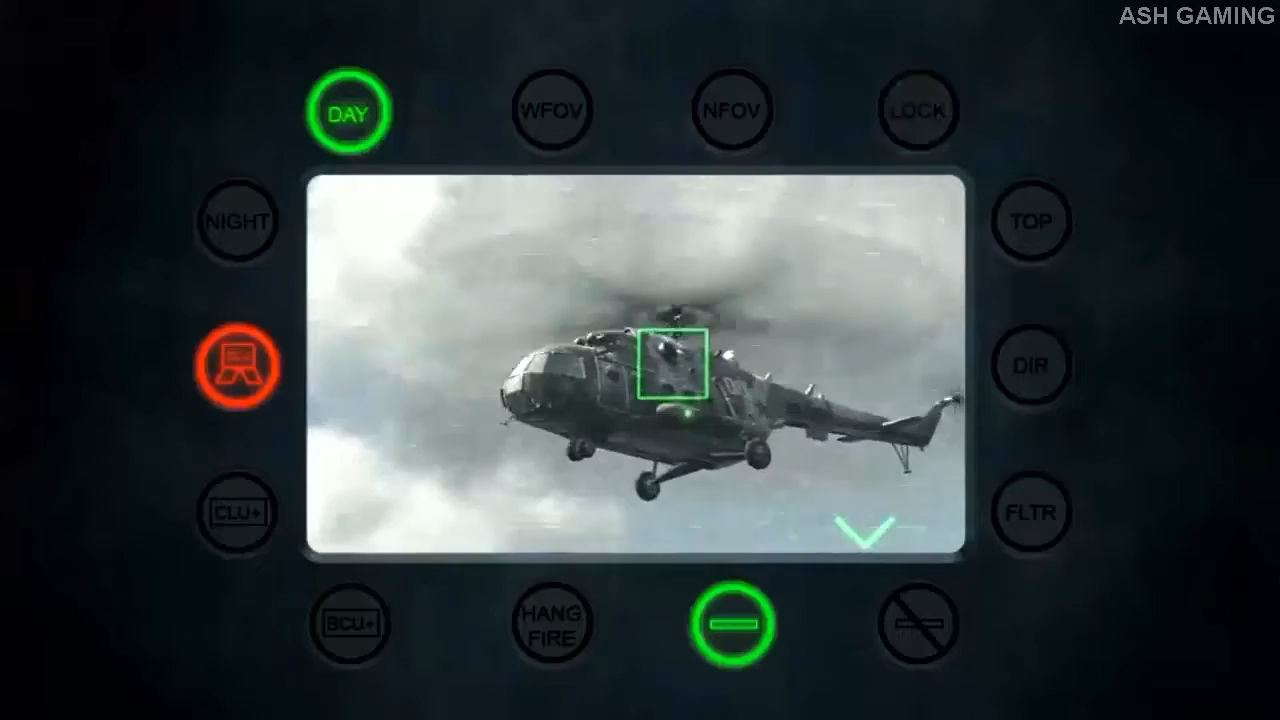 ASH GAMING
DAY
WFOV
NFOV
LOCK
NIGHT
TOP
DIR
CLU+
FLTR
BCU+
HANG
FIRE